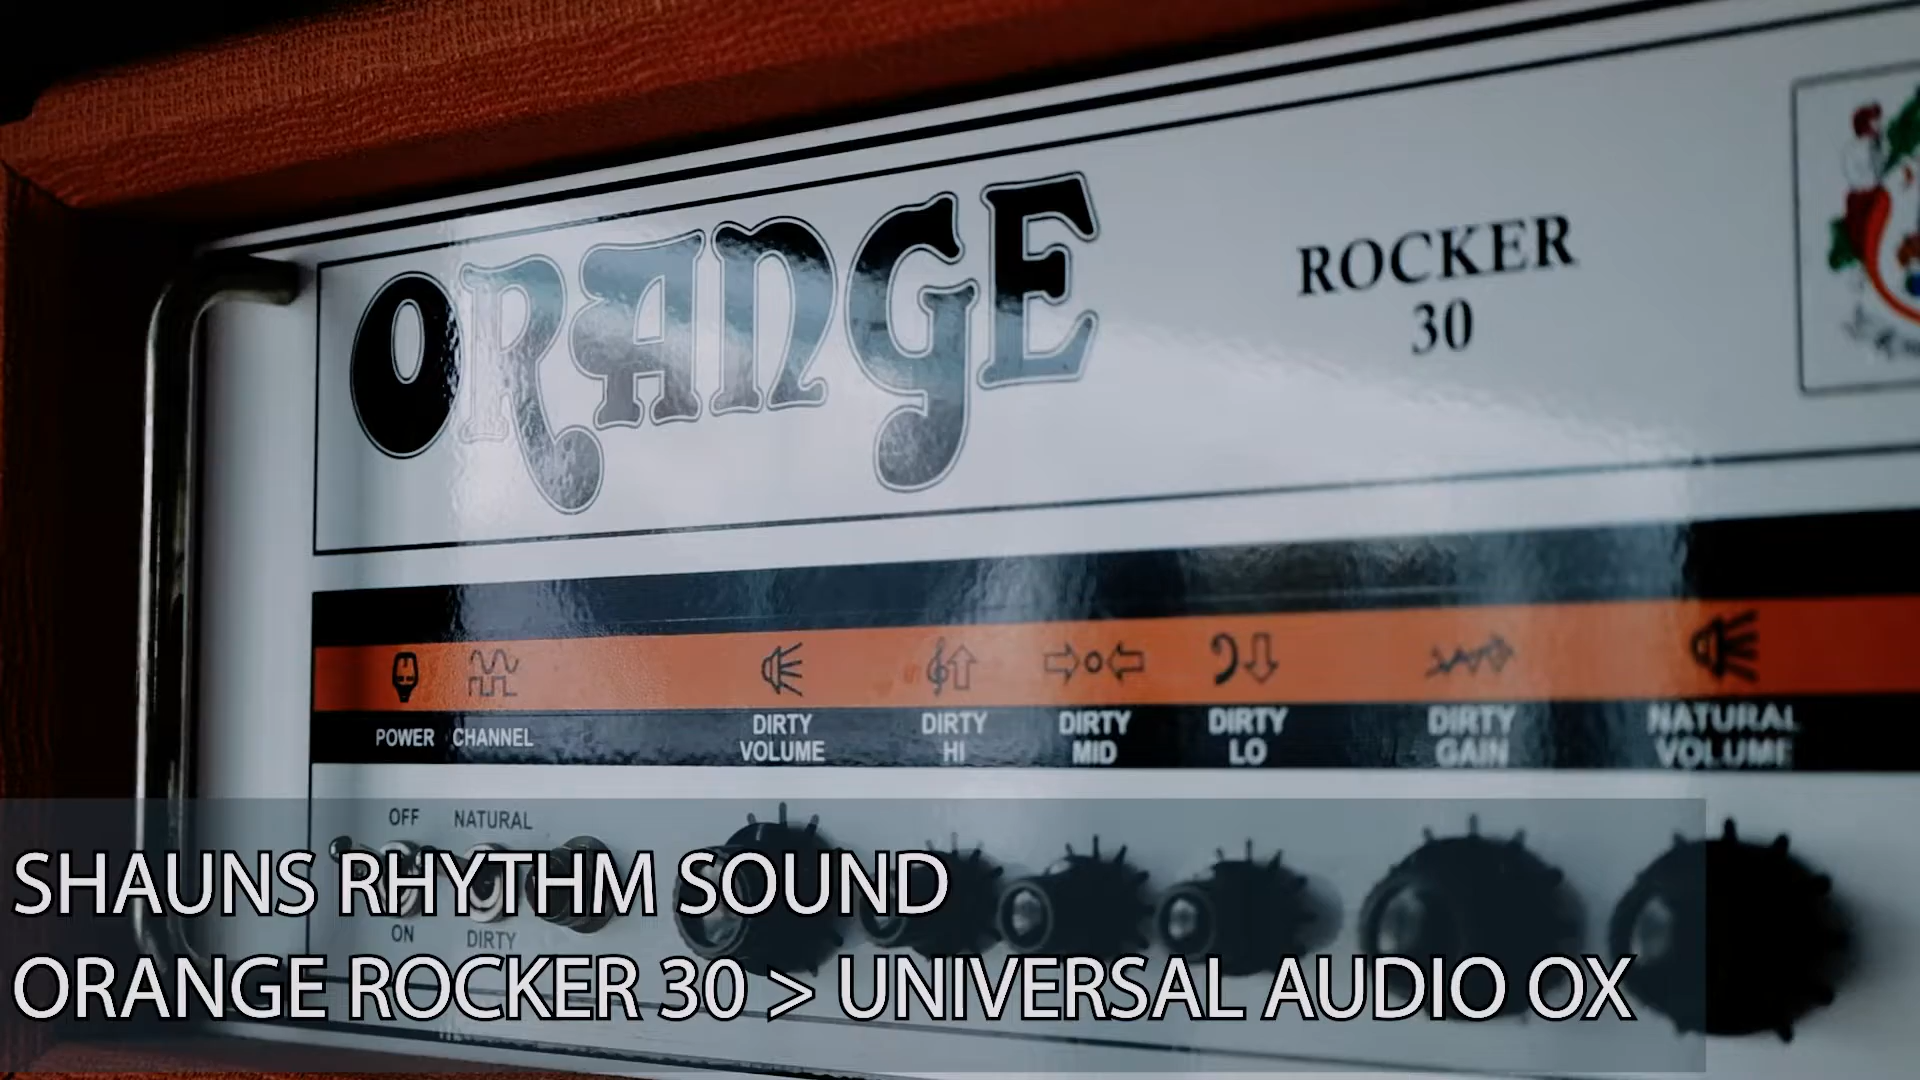 ORANGE
ROCKER
30
POWER CHANNEL DIRTY VOLUME DIRTY HI DIRTY MID DIRTY LO DIRTY GAIN NATURAL VOLUME
OFF NATURAL
SHAUNS RHYTHM SOUND
ON DIRTY
ORANGE ROCKER 30 > UNIVERSAL AUDIO OX